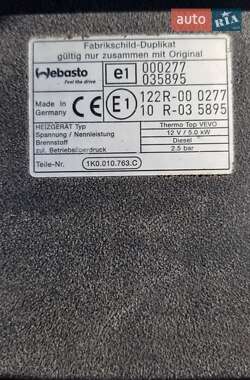 auto RIA
Fabrikschild-Duplikat
gültig nur zusammen mit Original
Webasto
Feel the drive
e1
000277
035895
Made in
Germany
CE
E1
122R-00 0277
10 R-03 5895
HEIZGERÄT Typ
Thermo Top VEVO
Spannung / Nennleistung
12 V / 5.0 kW
Brennstoff
Diesel
zul. Betriebsüberdruck
2,5 bar
Teile-Nr.
1K0.010.763.C